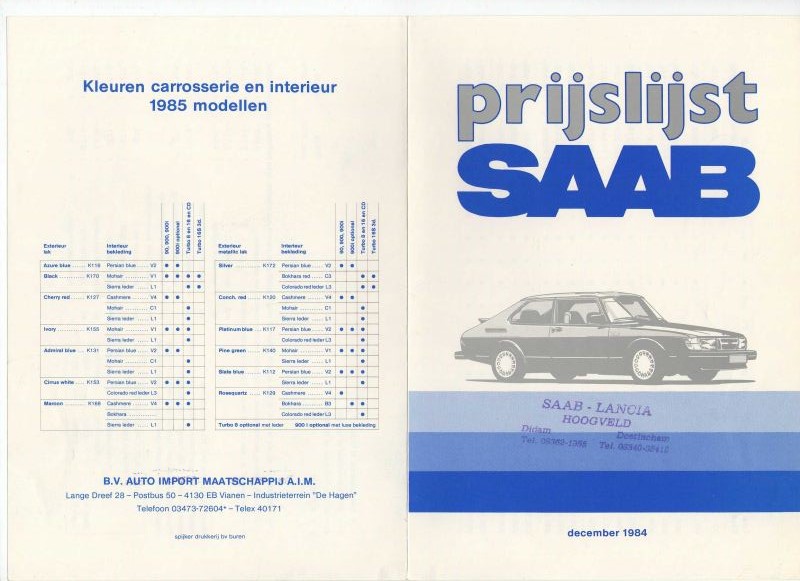 Kleuren carrosserie en interieur
1985 modellen
Exterieur lak Interieur bekleding 90, 900, 900i 900i optional Turbo 8 en 16 en CD Turbo 16S 3d.
Azure blue ...... K118 Persian blue ..... V2 ● ●
Black ........... K170 Mohair ........... V1 ● ● ● ●
Sierra leder ..... L1 ● ●
Cherry red ...... K127 Cashmere ........ V4 ● ●
Mohair ........... C1 ●
Sierra leder ..... L1 ●
Ivory ........... K155 Mohair ........... V1 ● ● ●
Sierra leder ..... L1 ●
Admiral blue .... K131 Persian blue ..... V2 ● ●
Mohair ........... C1 ●
Sierra leder ..... L1 ●
Cirrus white .... K153 Persian blue ..... V2 ● ● ●
Colorado red leder L3 ●
Maroon ......... Cashmere ........ V4 ● ● ●
Bokhara ..........
Sierra leder ..... L1 ●
Exterieur metallic lak Interieur bekleding 90, 900, 900i 900i optional Turbo 8 en 16 en CD Turbo 16S 3d.
Silver .......... K172 Persian blue ..... V2 ● ●
Bokhara red ..... C3 ● ●
Colorado red leder L3 ● ●
Conch. red ...... K120 Cashmere ........ V4 ● ●
Mohair ........... C1 ●
Sierra leder ..... L1 ●
Platinum blue ... K117 Persian blue ..... V2 ● ● ●
Colorado red leder L3 ●
Pine green ...... K140 Mohair ........... V1 ● ● ●
Sierra leder ..... L1 ●
Slate blue ...... K112 Persian blue ..... V2 ● ● ●
Sierra leder ..... L1 ●
Rosequartz ...... K129 Cashmere ........ V4 ●
Bokhara .......... B3 ●
Colorado red leder L3 ●
Turbo 8 optional met leder 900 i optional met luxe bekleding
B.V. AUTO IMPORT MAATSCHAPPIJ A.I.M.
Lange Dreef 28 – Postbus 50 – 4130 EB Vianen – Industrieterrein "De Hagen"
Telefoon 03473-72604* – Telex 40171
spijker drukkerij bv buren
prijslijst
SAAB
SAAB - LANCIA
HOOGVELD
Didam Doetinchem
Tel. Tel.
december 1984